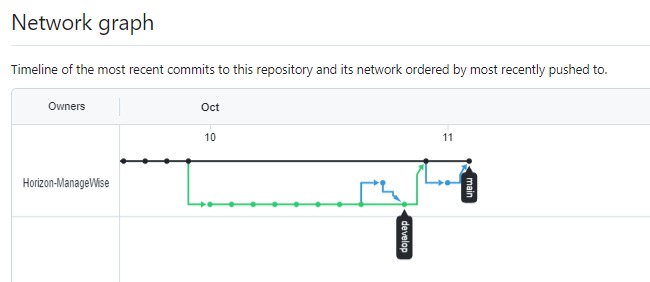 Network graph
Timeline of the most recent commits to this repository and its network ordered by most recently pushed to.
Owners
Oct
10
11
Horizon-ManageWise
main
develop